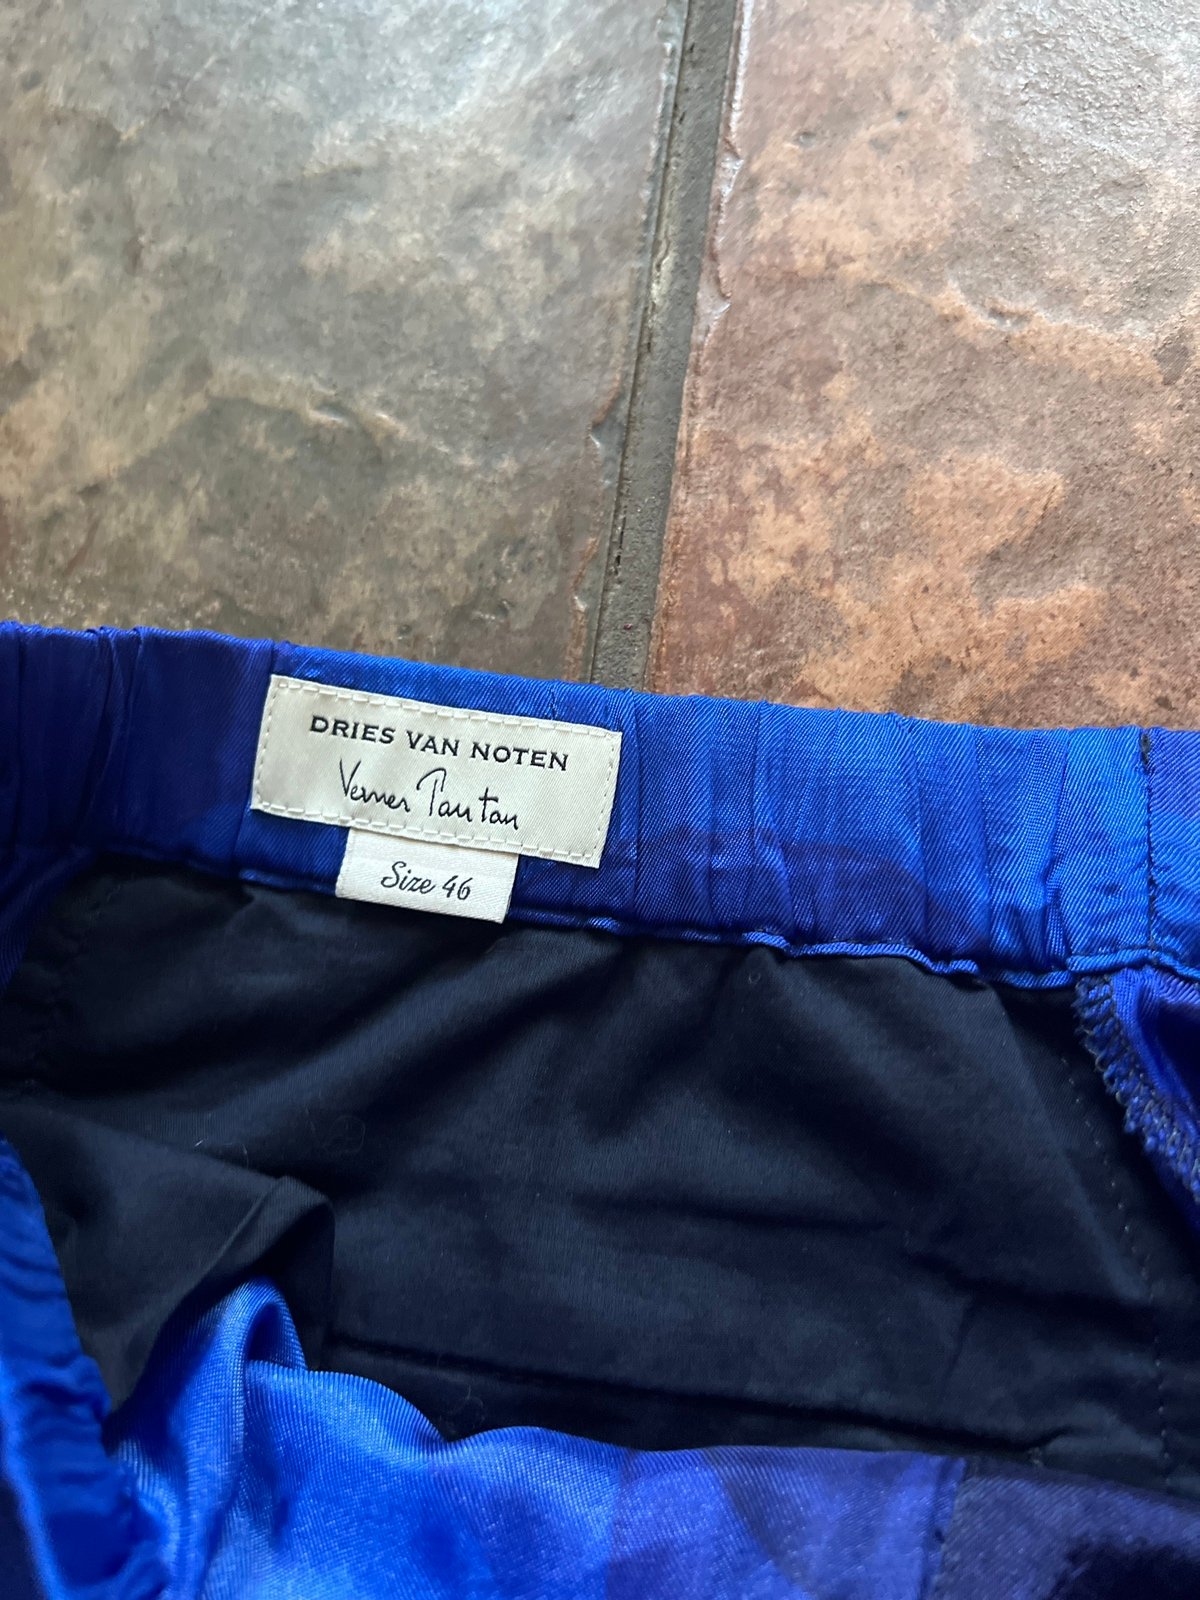 DRIES VAN NOTEN
Verner Panton
Size 46